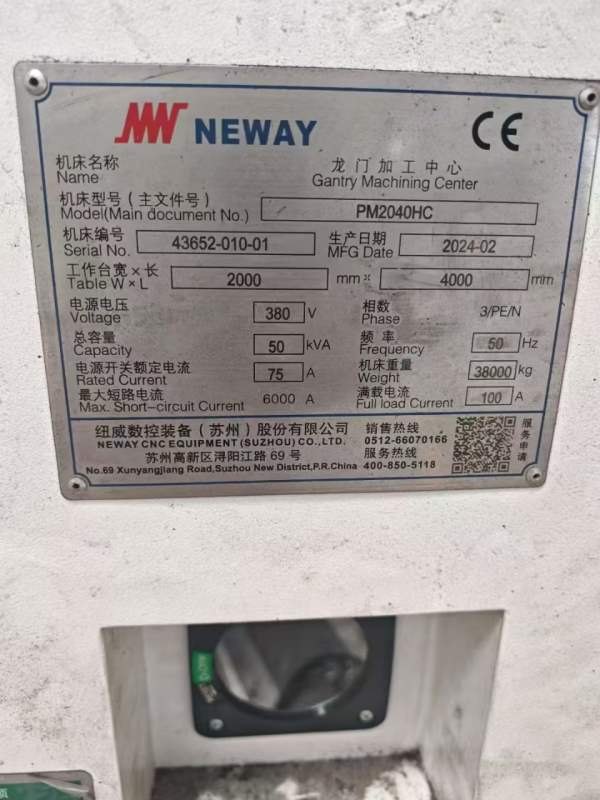 NEWAY CE
机床名称 龙门加工中心
Name Gantry Machining Center
机床型号（主文件号）
Model(Main document No.) PM2040HC
机床编号 生产日期
Serial No. 43652-010-01 MFG Date 2024-02
工作台宽×长
Table W×L 2000 mm × 4000 mm
电源电压 相数
Voltage 380 V Phase 3/PE/N
总容量 频率
Capacity 50 kVA Frequency 50 Hz
电源开关额定电流 机床重量
Rated Current 75 A Weight 38000 kg
最大短路电流 满载电流
Max. Short-circuit Current 6000 A Full load Current 100 A
纽威数控装备（苏州）股份有限公司 销售热线
NEWAY CNC EQUIPMENT (SUZHOU) CO.,LTD. 0512-66070166
苏州高新区浔阳江路 69 号 服务热线
No.69 Xunyangjiang Road,Suzhou New District,P.R.China 400-850-5118
服务申请